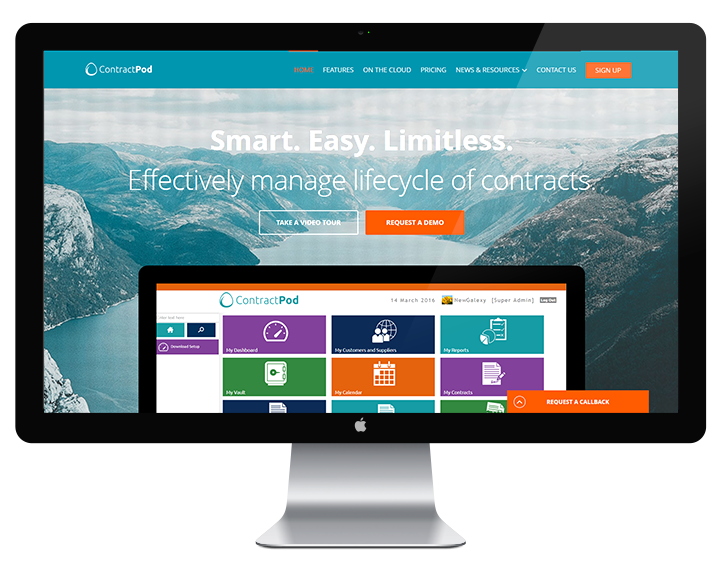 ContractPod
HOME FEATURES ON THE CLOUD PRICING NEWS & RESOURCES CONTACT US SIGN UP
Smart. Easy. Limitless.
Effectively manage lifecycle of contracts.
TAKE A VIDEO TOUR REQUEST A DEMO
ContractPod
14 March 2016 NewGalexy [Super Admin] Log Out
Download Setup
My Dashboard My Customers and Suppliers My Reports
My Vault My Calendar My Contracts
REQUEST A CALLBACK